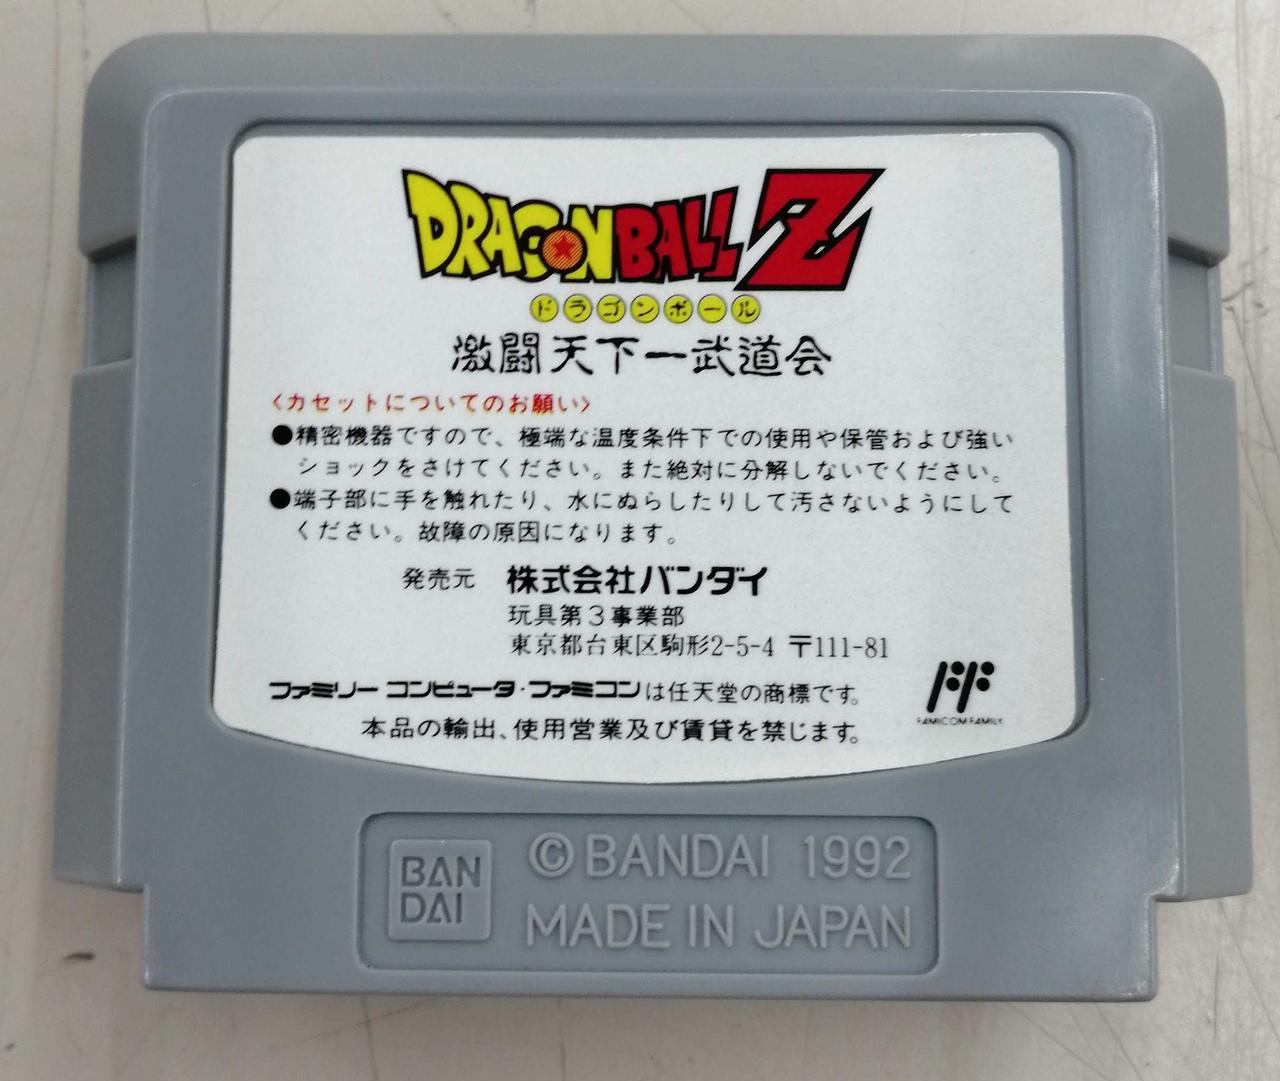 DRAGON BALL Z
ドラゴンボール
激闘天下一武道会
〈カセットについてのお願い〉
●精密機器ですので、極端な温度条件下での使用や保管および強い
ショックをさけてください。また絶対に分解しないでください。
●端子部に手を触れたり、水にぬらしたりして汚さないようにして
ください。故障の原因になります。
発売元 株式会社バンダイ
玩具第3事業部
東京都台東区駒形2-5-4 〒111-81
ファミリーコンピュータ・ファミコンは任天堂の商標です。
FF
FAMICOM FAMILY
本品の輸出、使用営業及び賃貸を禁じます。
BAN
DAI
©BANDAI 1992
MADE IN JAPAN